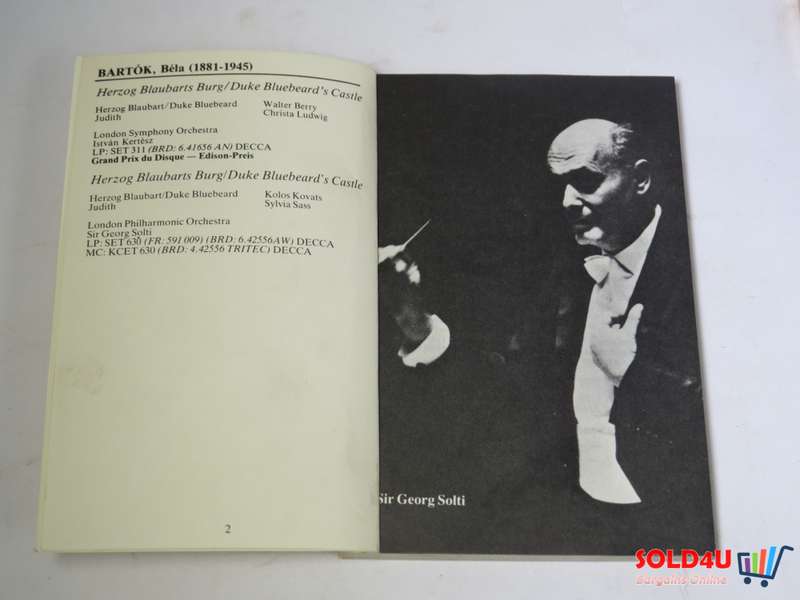 BARTÓK, Béla (1881-1945)
Herzog Blaubarts Burg/Duke Bluebeard's Castle
Herzog Blaubart/Duke Bluebeard Walter Berry
Judith Christa Ludwig
London Symphony Orchestra
István Kertész
LP: SET 311 (BRD: 6.41656 AN) DECCA
Grand Prix du Disque — Edison-Preis
Herzog Blaubarts Burg/Duke Bluebeard's Castle
Herzog Blaubart/Duke Bluebeard Kolos Kovats
Judith Sylvia Sass
London Philharmonic Orchestra
Sir Georg Solti
LP: SET 630 (FR: 591 009) (BRD: 6.42556AW) DECCA
MC: KCET 630 (BRD: 4.42556 TRITEC) DECCA
2
Sir Georg Solti
SOLD4U
Bargains Online